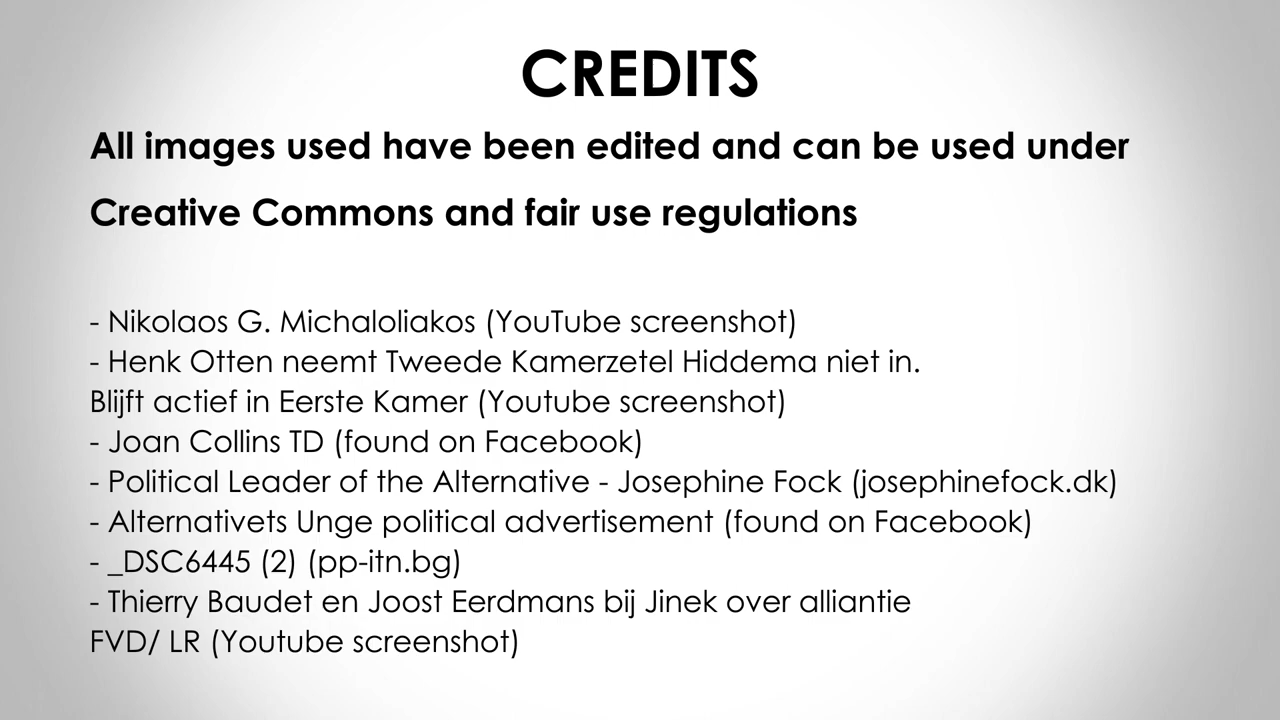 CREDITS
All images used have been edited and can be used under
Creative Commons and fair use regulations
- Nikolaos G. Michaloliakos (YouTube screenshot)
- Henk Otten neemt Tweede Kamerzetel Hiddema niet in.
Blijft actief in Eerste Kamer (Youtube screenshot)
- Joan Collins TD (found on Facebook)
- Political Leader of the Alternative - Josephine Fock (josephinefock.dk)
- Alternativets Unge political advertisement (found on Facebook)
- _DSC6445 (2) (pp-itn.bg)
- Thierry Baudet en Joost Eerdmans bij Jinek over alliantie
FVD/ LR (Youtube screenshot)